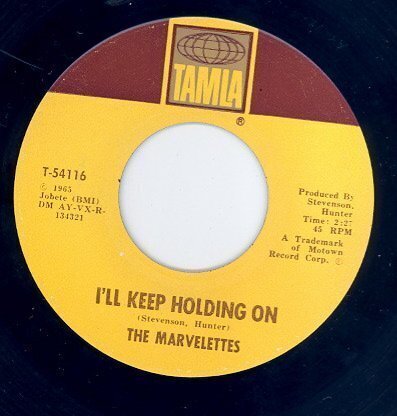 TAMLA
T-54116
℗ 1965
Jobete (BMI)
DM AY-VX-R-
134321
Produced By
Stevenson,
Hunter
Time: 2:27
45 RPM
A Trademark
of Motown
Record Corp. ®
I'LL KEEP HOLDING ON
(Stevenson, Hunter)
THE MARVELETTES